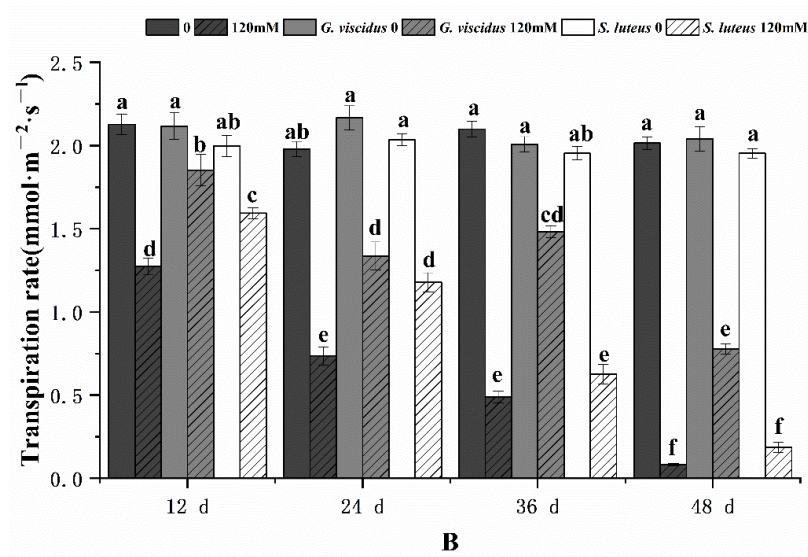 0 120mM G. viscidus 0 G. viscidus 120mM S. luteus 0 S. luteus 120mM
Transpiration rate(mmol·m⁻²·s⁻¹)
2.5
2.0
1.5
1.0
0.5
0.0
a d a b ab c
ab e a d a d
a e a cd ab e
a f a e a f
12 d 24 d 36 d 48 d
B